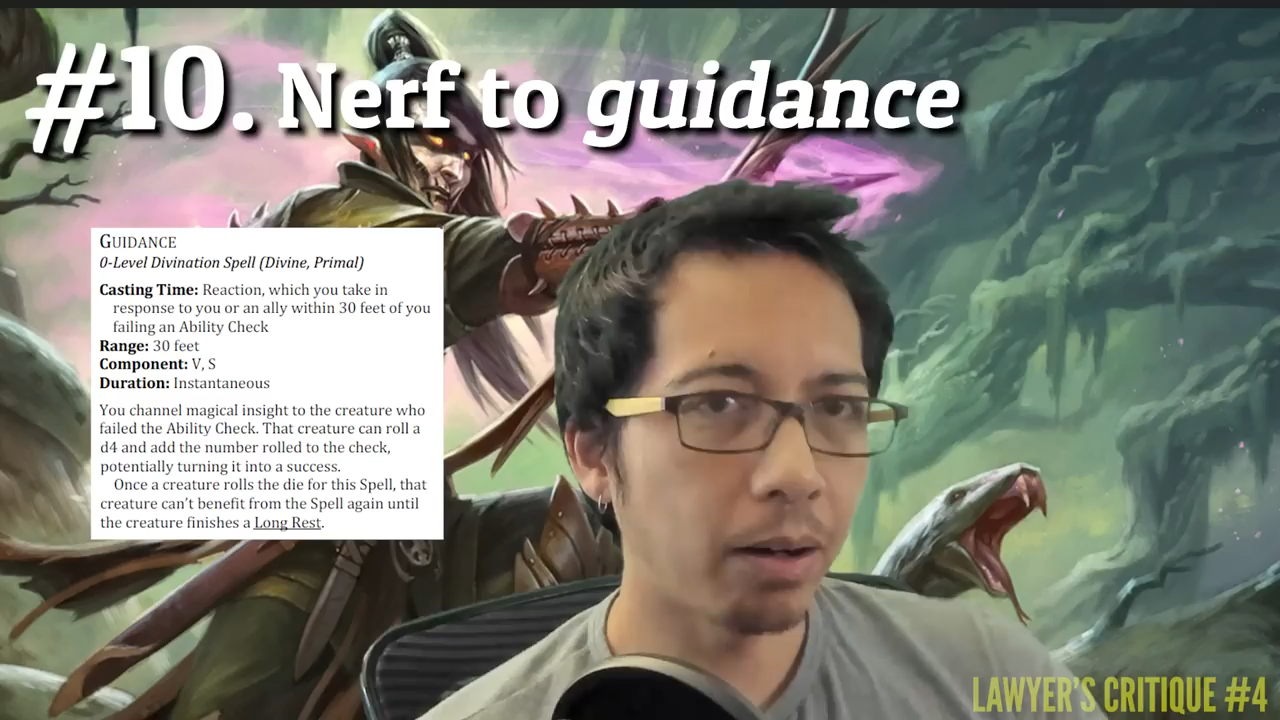 #10. Nerf to guidance
GUIDANCE
0-Level Divination Spell (Divine, Primal)
Casting Time: Reaction, which you take in
response to you or an ally within 30 feet of you
failing an Ability Check
Range: 30 feet
Component: V, S
Duration: Instantaneous
You channel magical insight to the creature who
failed the Ability Check. That creature can roll a
d4 and add the number rolled to the check,
potentially turning it into a success.
Once a creature rolls the die for this Spell, that
creature can’t benefit from the Spell again until
the creature finishes a Long Rest.
LAWYER'S CRITIQUE #4